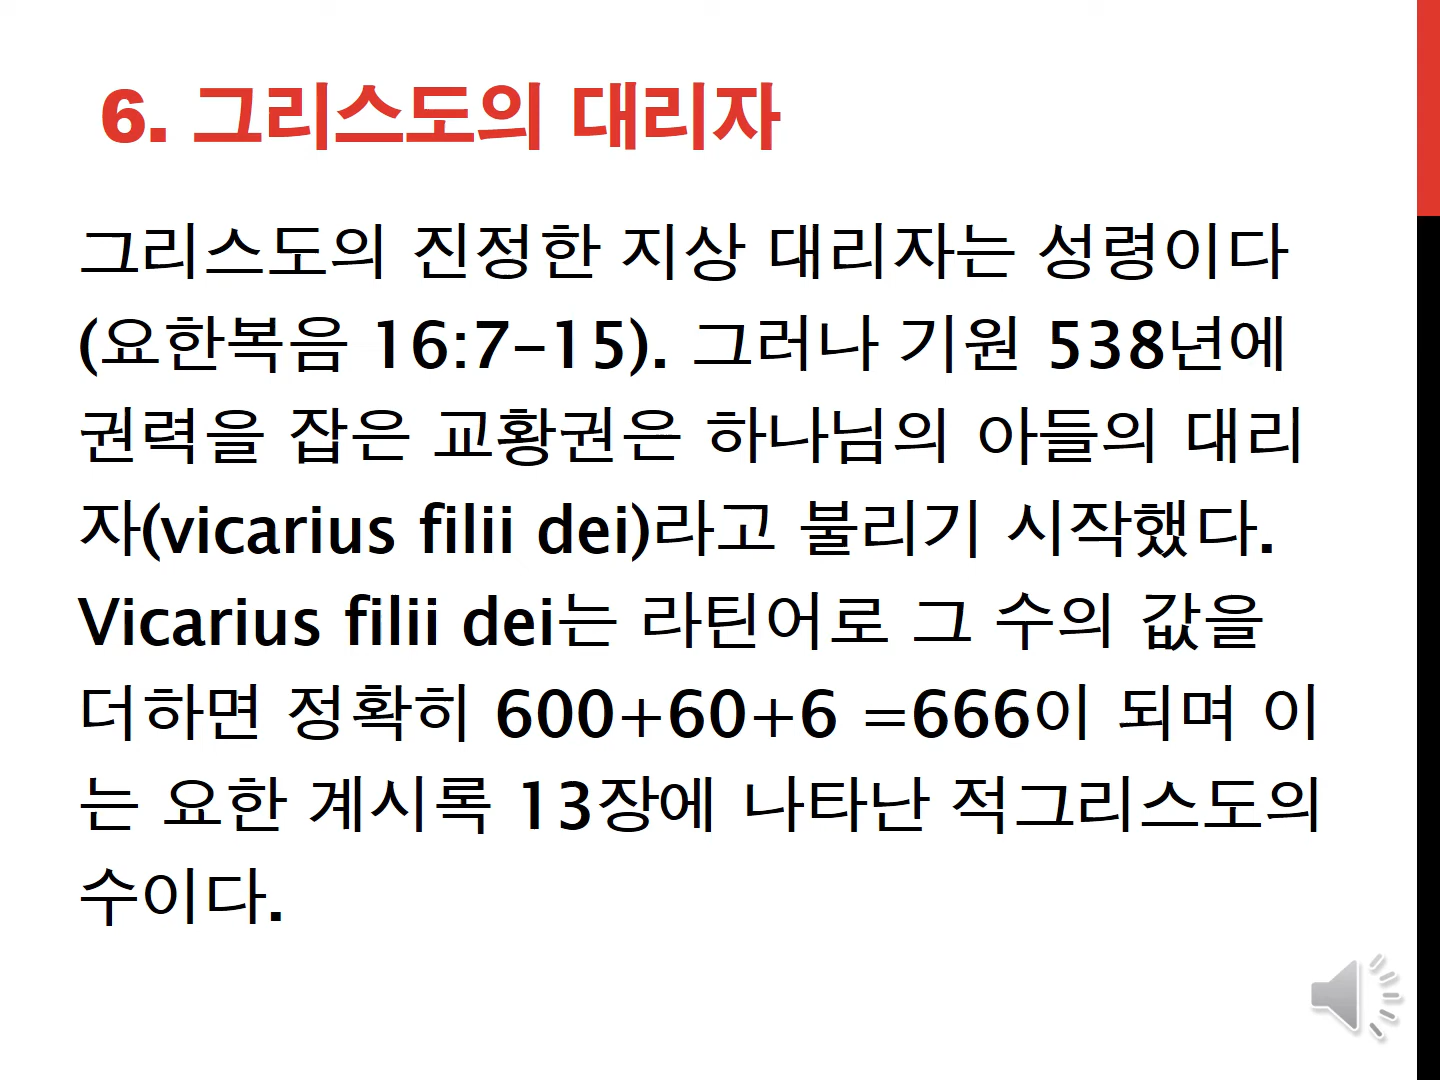 6. 그리스도의 대리자
그리스도의 진정한 지상 대리자는 성령이다
(요한복음 16:7-15). 그러나 기원 538년에
권력을 잡은 교황권은 하나님의 아들의 대리
자(vicarius filii dei)라고 불리기 시작했다.
Vicarius filii dei는 라틴어로 그 수의 값을
더하면 정확히 600+60+6 =666이 되며 이
는 요한 계시록 13장에 나타난 적그리스도의
수이다.